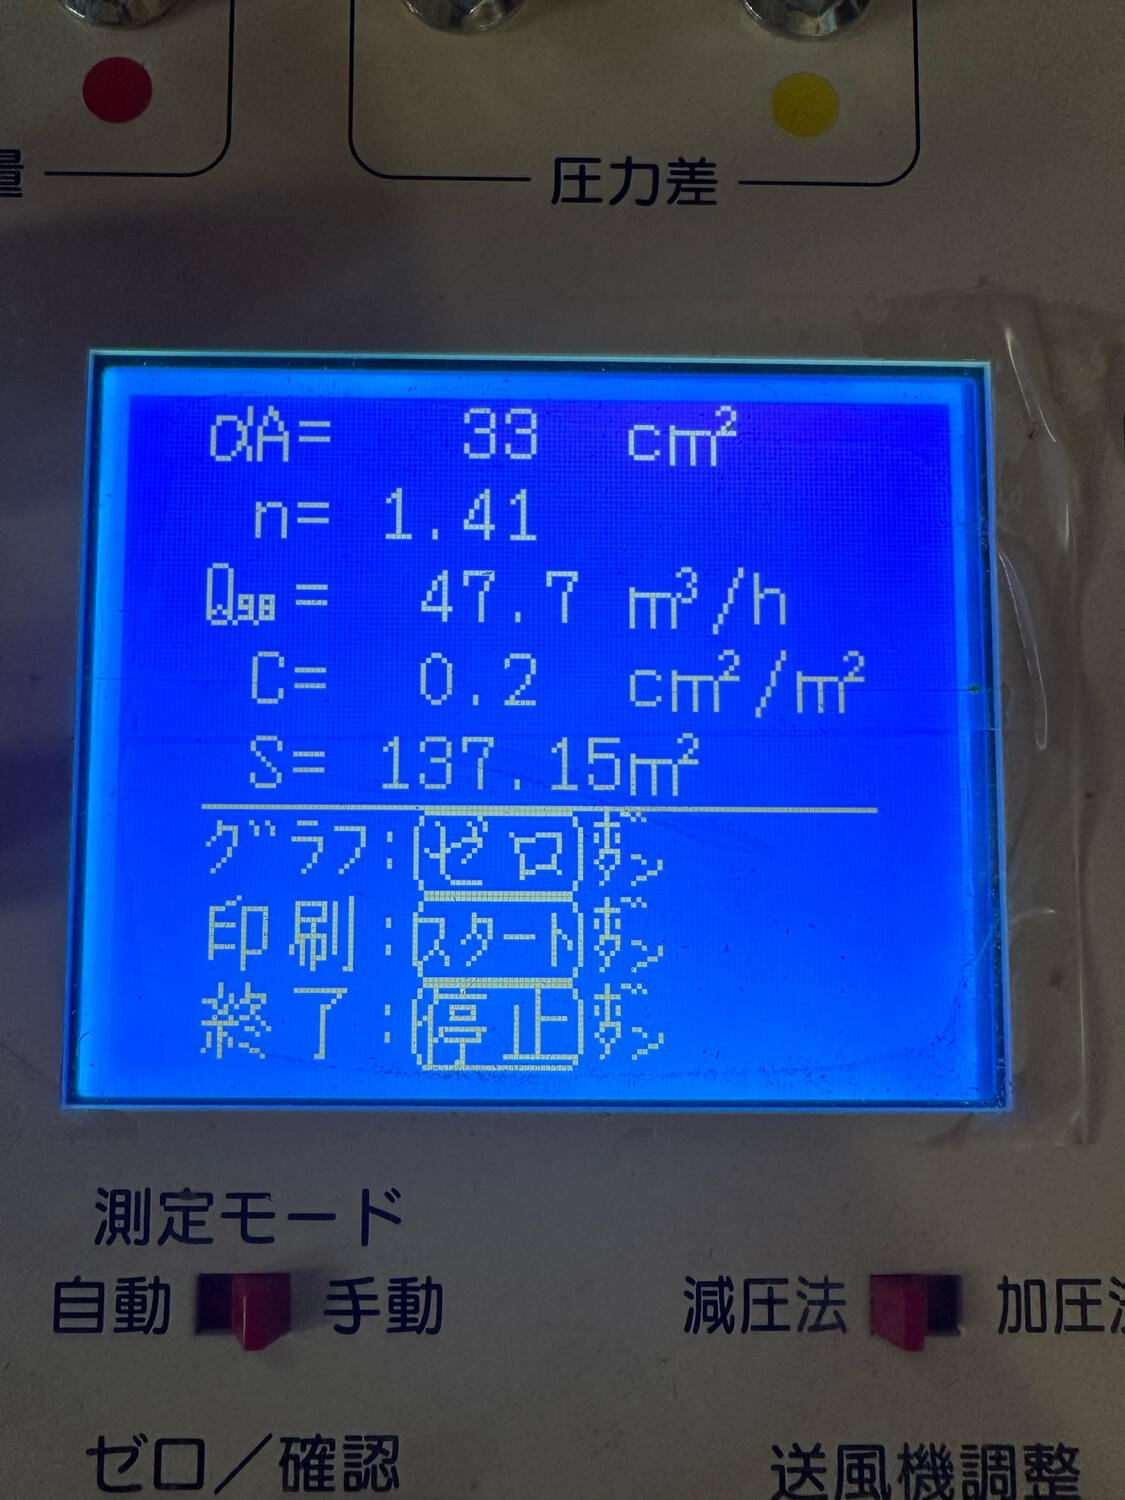 量
圧力差
αA= 33 cm²
n= 1.41
Q98= 47.7 m³/h
C= 0.2 cm²/m²
S= 137.15m²
グラフ:(ゼロ)ボタン
印刷:(スタート)ボタン
終了:(停止)ボタン
測定モード
自動 手動 減圧法 加圧法
ゼロ/確認 送風機調整